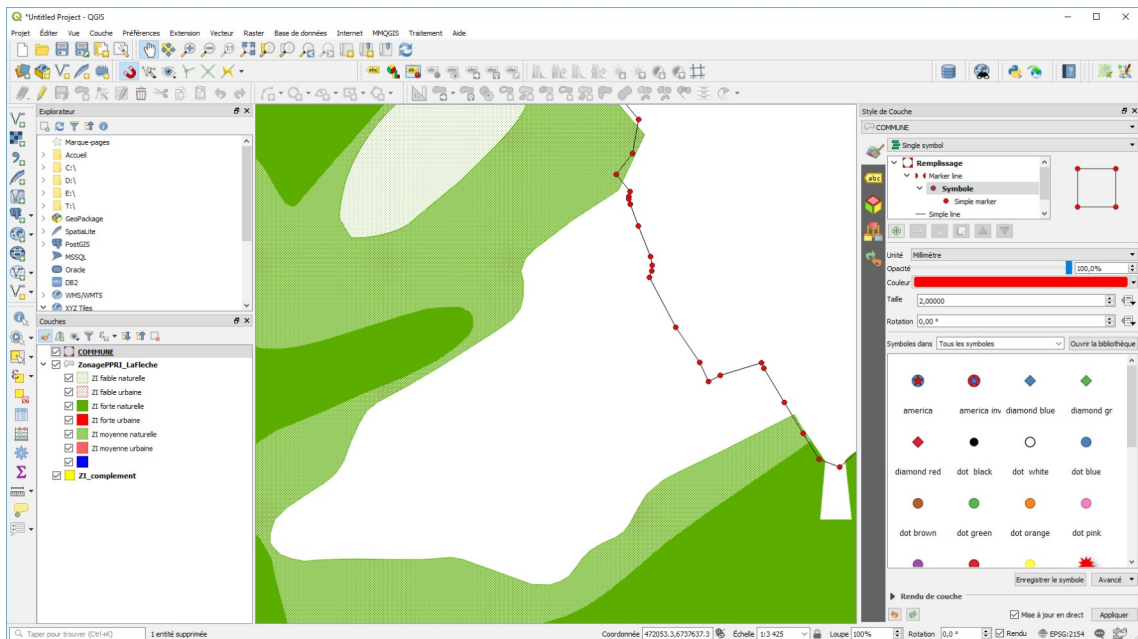 *Untitled Project - QGIS
Projet Éditer Vue Couche Préférences Extension Vecteur Raster Base de données Internet MMQGIS Traitement Aide
Explorateur
Marque-pages
Accueil
C:\
D:\
E:\
T:\
GeoPackage
SpatiaLite
PostGIS
MSSQL
Oracle
DB2
WMS/WMTS
XYZ Tiles
Couches
COMMUNE
ZonagePPRI_LaFleche
ZI faible naturelle
ZI faible urbaine
ZI forte naturelle
ZI forte urbaine
ZI moyenne naturelle
ZI moyenne urbaine
ZI_complement
Style de Couche
COMMUNE
Single symbol
Remplissage
Marker line
Symbole
Simple marker
Simple line
Unité Millimètre
Opacité 100,0%
Couleur
Taille 2,00000
Rotation 0,00 °
Symboles dans Tous les symboles Ouvrir la bibliothèque
america america inv diamond blue diamond gr
diamond red dot black dot white dot blue
dot brown dot green dot orange dot pink
Enregistrer le symbole Avancé
Rendu de couche
Mise à jour en direct Appliquer
Taper pour trouver (Ctrl+K) 1 entité supprimée Coordonnée 472053.3,6737637.3 Échelle 1:3 425 Loupe 100% Rotation 0,0 ° Rendu EPSG:2154